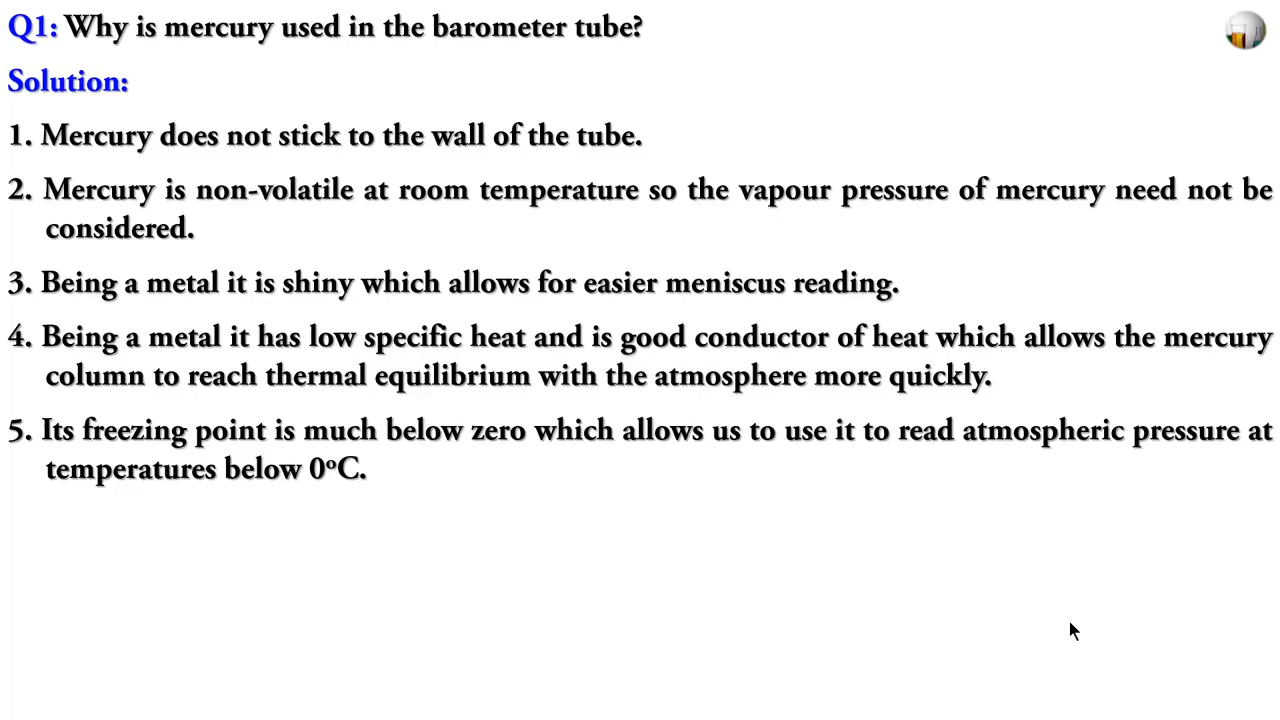 Q1: Why is mercury used in the barometer tube?
Solution:
1. Mercury does not stick to the wall of the tube.
2. Mercury is non-volatile at room temperature so the vapour pressure of mercury need not be
considered.
3. Being a metal it is shiny which allows for easier meniscus reading.
4. Being a metal it has low specific heat and is good conductor of heat which allows the mercury
column to reach thermal equilibrium with the atmosphere more quickly.
5. Its freezing point is much below zero which allows us to use it to read atmospheric pressure at
temperatures below 0ºC.